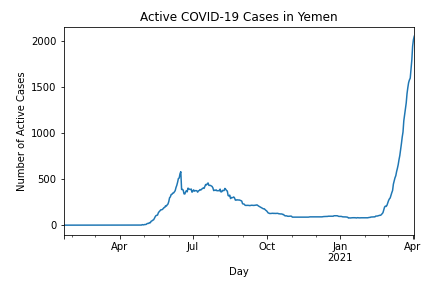 Active COVID-19 Cases in Yemen
Number of Active Cases
2000
1500
1000
500
0
Apr
Jul
Oct
Jan
2021
Apr
Day